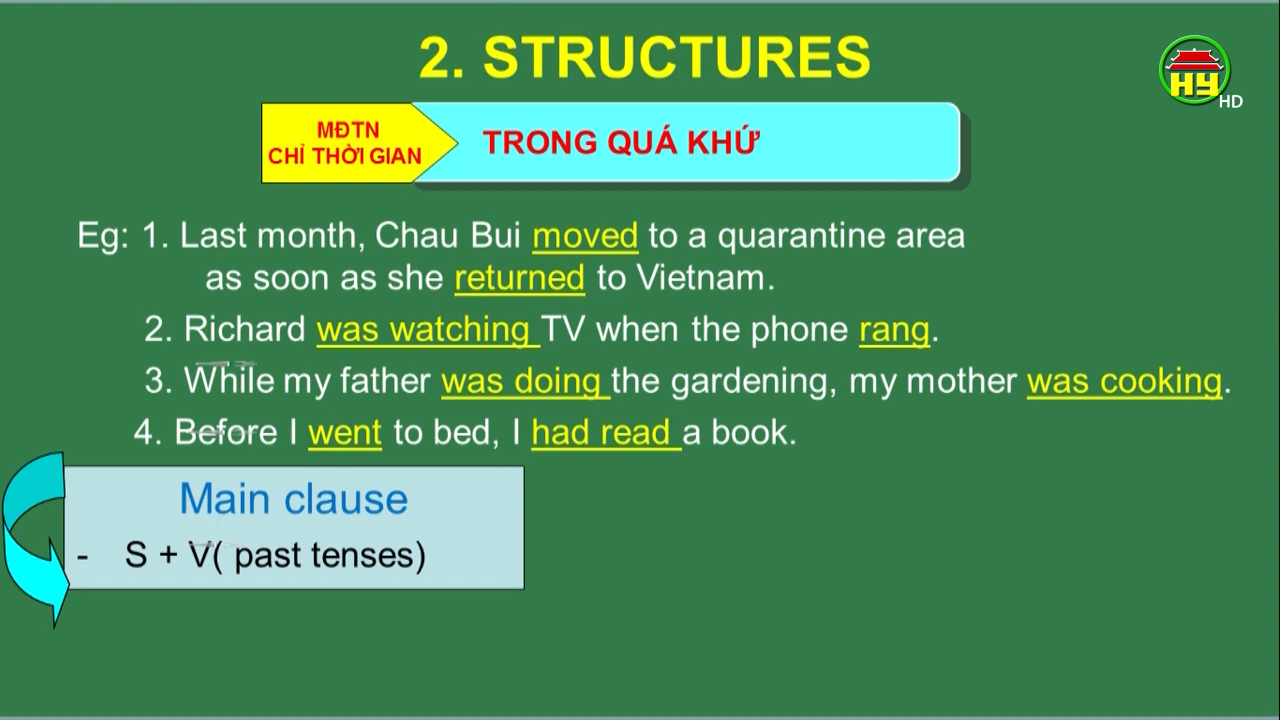 2. STRUCTURES
HY
HD
MĐTN
CHỈ THỜI GIAN
TRONG QUÁ KHỨ
Eg: 1. Last month, Chau Bui moved to a quarantine area
as soon as she returned to Vietnam.
2. Richard was watching TV when the phone rang.
3. While my father was doing the gardening, my mother was cooking.
4. Before I went to bed, I had read a book.
Main clause
- S + V( past tenses)